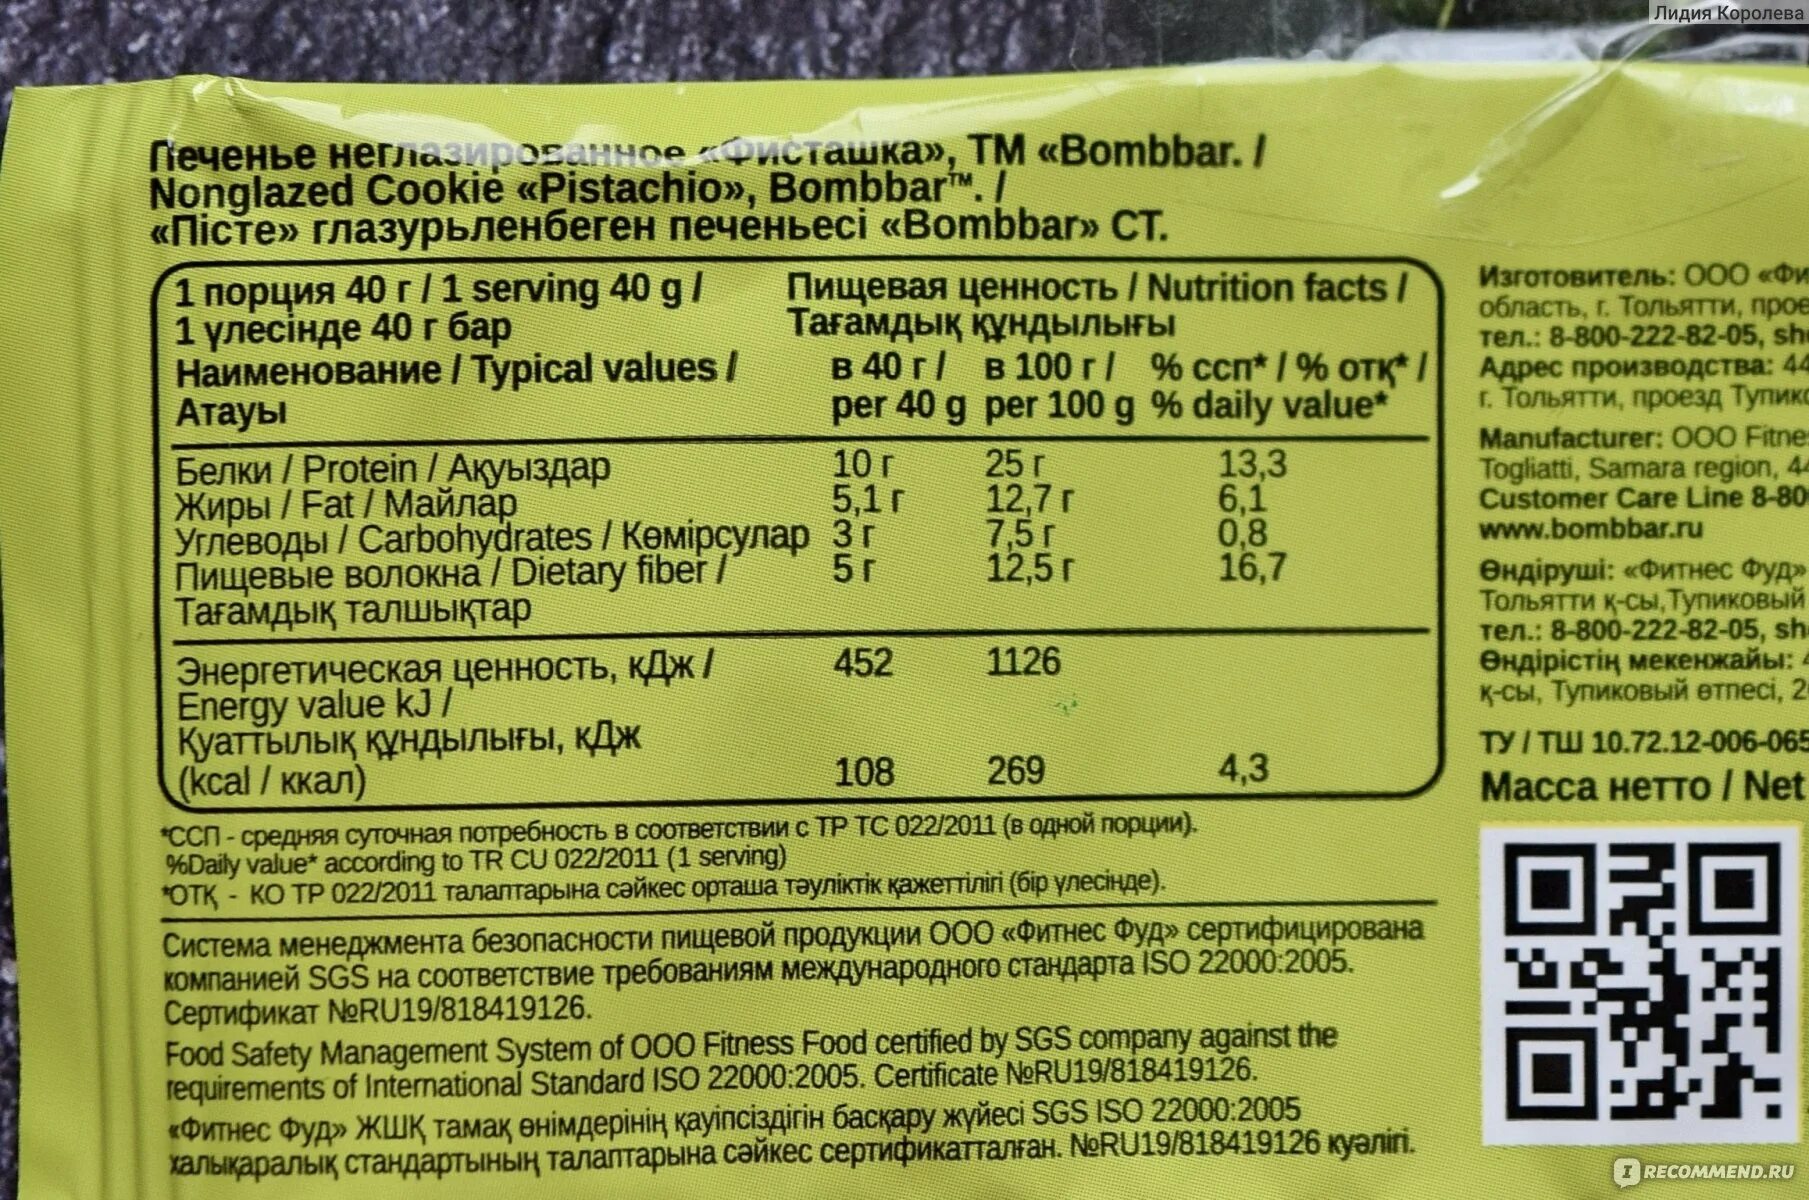 Лидия Королева
Печенье неглазированное «Фисташка», ТМ «Bombbar. /
Nonglazed Cookie «Pistachio», Bombbar™. /
«Пісте» глазурьленбеген печеньесі «Bombbar» СТ.
1 порция 40 г / 1 serving 40 g /
1 үлесінде 40 г бар
Пищевая ценность / Nutrition facts /
Тағамдық құндылығы
Наименование / Typical values /
Атауы
в 40 г / в 100 г / % ссп* / % отқ* /
per 40 g per 100 g % daily value*
Белки / Protein / Ақуыздар 10 г 25 г 13,3
Жиры / Fat / Майлар 5,1 г 12,7 г 6,1
Углеводы / Carbohydrates / Көмірсулар 3 г 7,5 г 0,8
Пищевые волокна / Dietary fiber / 5 г 12,5 г 16,7
Тағамдық талшықтар
Энергетическая ценность, кДж / 452 1126
Energy value kJ /
Қуаттылық құндылығы, кДж
(kcal / ккал) 108 269 4,3
*ССП - средняя суточная потребность в соответствии с ТР ТС 022/2011 (в одной порции).
%Daily value* according to TR CU 022/2011 (1 serving)
*ОТҚ - КО ТР 022/2011 талаптарына сәйкес орташа тәуліктік қажеттілігі (бір үлесінде).
Система менеджмента безопасности пищевой продукции ООО «Фитнес Фуд» сертифицирована
компанией SGS на соответствие требованиям международного стандарта ISO 22000:2005.
Сертификат №RU19/818419126.
Food Safety Management System of OOO Fitness Food certified by SGS company against the
requirements of International Standard ISO 22000:2005. Certificate №RU19/818419126.
«Фитнес Фуд» ЖШҚ тамақ өнімдерінің қауіпсіздігін басқару жүйесі SGS ISO 22000:2005
халықаралық стандартының талаптарына сәйкес сертификатталған. №RU19/818419126 куәлігі.
Изготовитель: ООО «Фи
область, г. Тольятти, прое
тел.: 8-800-222-82-05, sh
Адрес производства: 44
г. Тольятти, проезд Тупико
Manufacturer: OOO Fitne
Togliatti, Samara region, 44
Customer Care Line 8-80
www.bombbar.ru
Өндіруші: «Фитнес Фуд»
Тольятти қ-сы,Тупиковый
тел.: 8-800-222-82-05, sh
Өндірістің мекенжайы: 4
қ-сы, Тупиковый өтпесі, 2
ТУ / ТШ 10.72.12-006-065
Масса нетто / Net
IRECOMMEND.RU